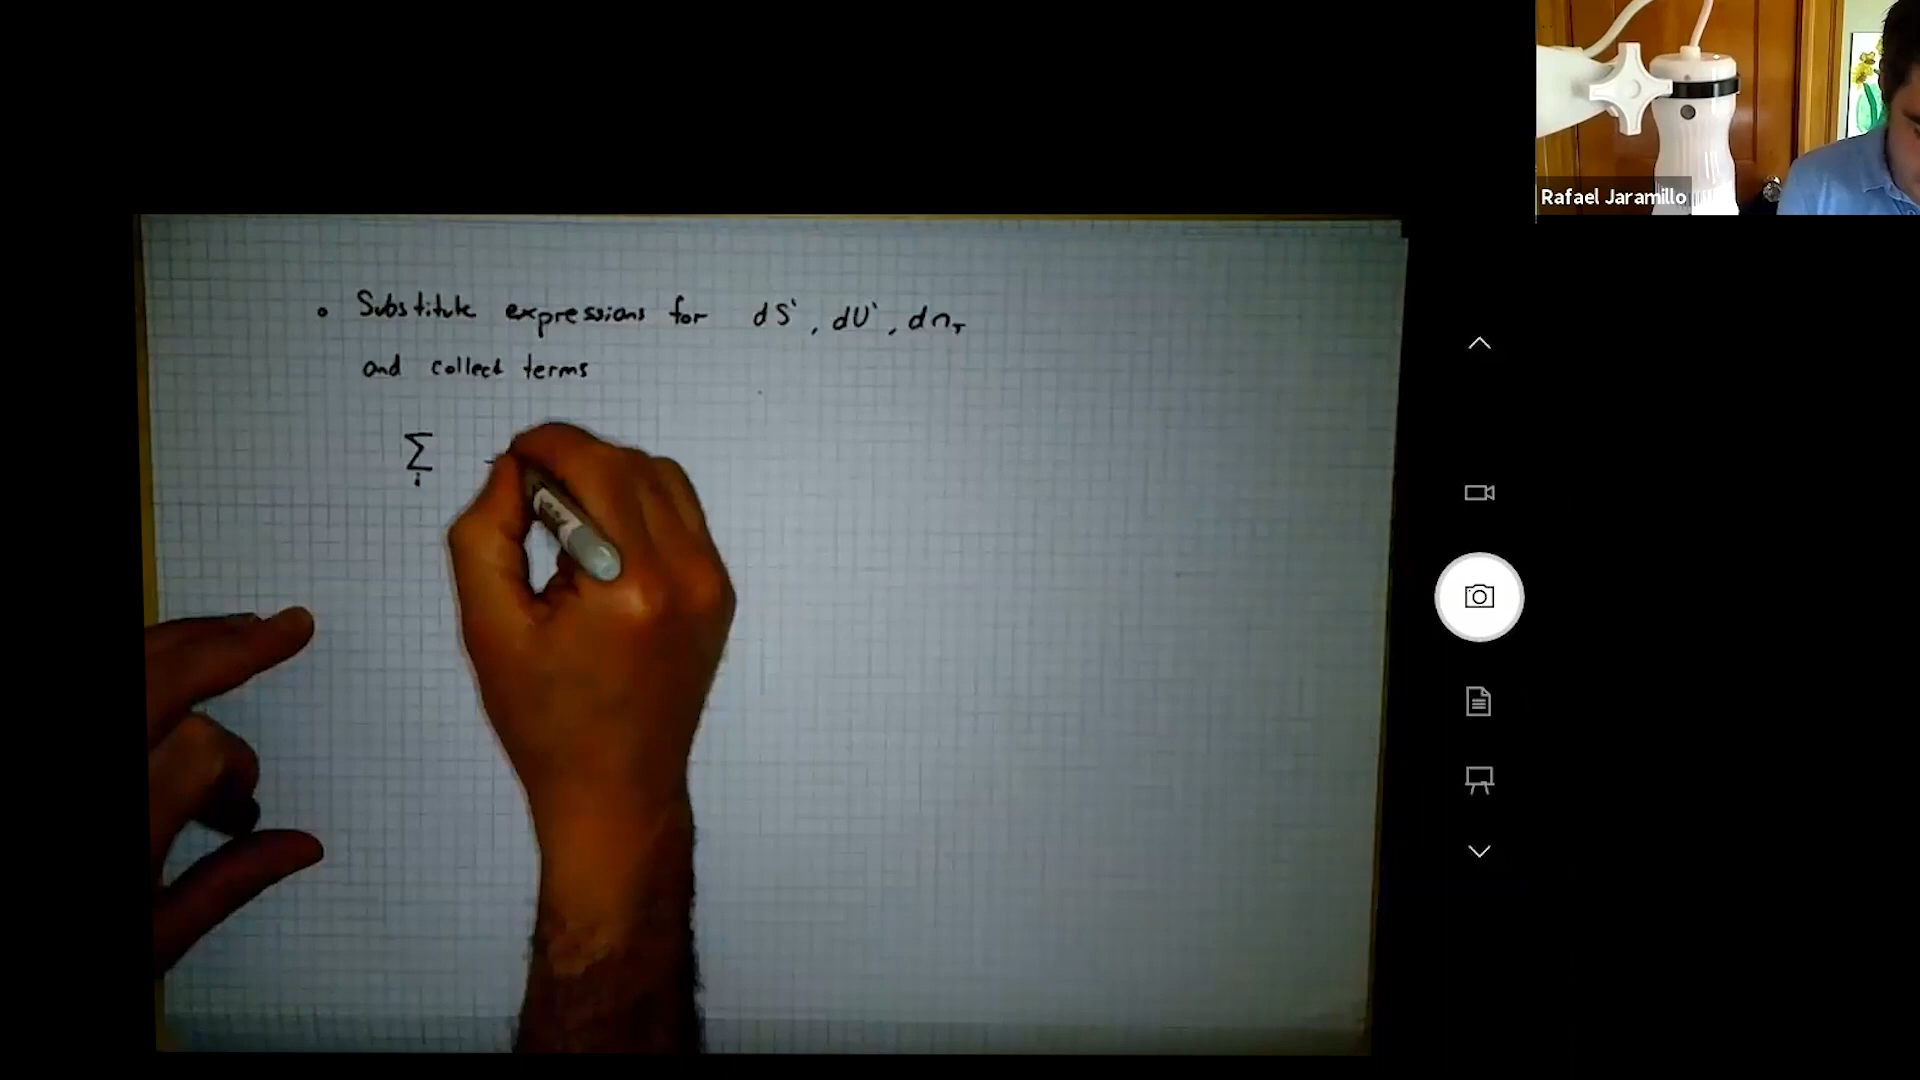 Rafael Jaramillo
• Substitute expressions for dS', dU', dn_T
and collect terms
Σ
i